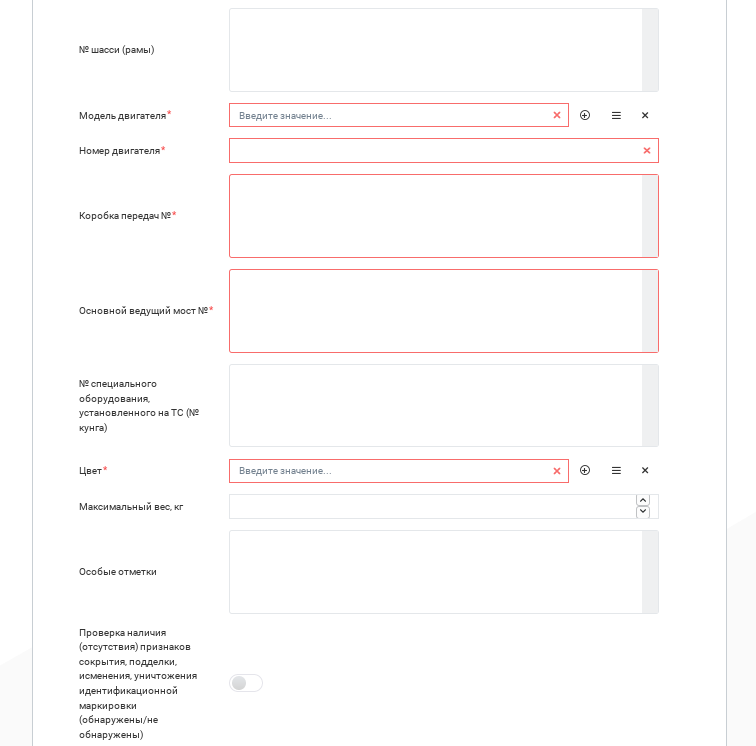 № шасси (рамы)
Модель двигателя*
Введите значение...
Номер двигателя*
Коробка передач №*
Основной ведущий мост №*
№ специального
оборудования,
установленного на ТС (№
кунга)
Цвет*
Введите значение...
Максимальный вес, кг
Особые отметки
Проверка наличия
(отсутствия) признаков
сокрытия, подделки,
исменения, уничтожения
идентификационной
маркировки
(обнаружены/не
обнаружены)